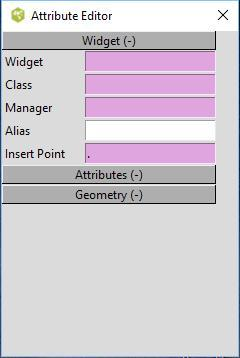 Attribute Editor
Widget (-)
Widget
Class
Manager
Alias
Insert Point .
Attributes (-)
Geometry (-)